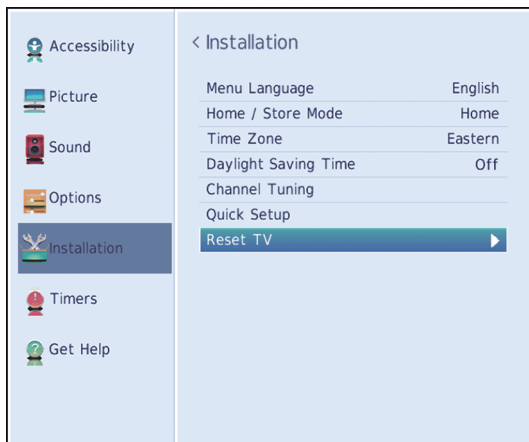 Accessibility
Picture
Sound
Options
Installation
Timers
Get Help
< Installation
Menu Language English
Home / Store Mode Home
Time Zone Eastern
Daylight Saving Time Off
Channel Tuning
Quick Setup
Reset TV